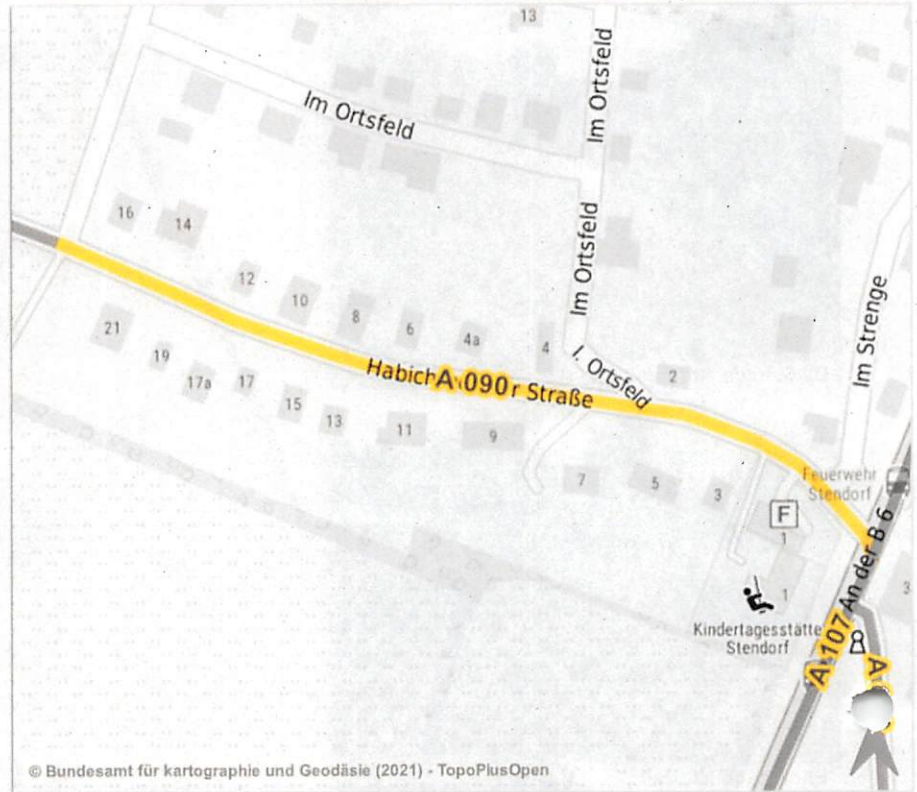 13
Im Ortsfeld
Im Ortsfeld
16
14
Im Ortsfeld
12
10
8
6
4a
4
I. Ortsfeld
2
Im Strenge
21
19
17a
17
15
13
11
9
Habich
A 090
r Straße
7
5
3
Feuerwehr
Stendorf
F
1
An der B 6
1
3
Kindertagesstätte
Stendorf
A 107
A
© Bundesamt für kartographie und Geodäsie (2021) - TopoPlusOpen